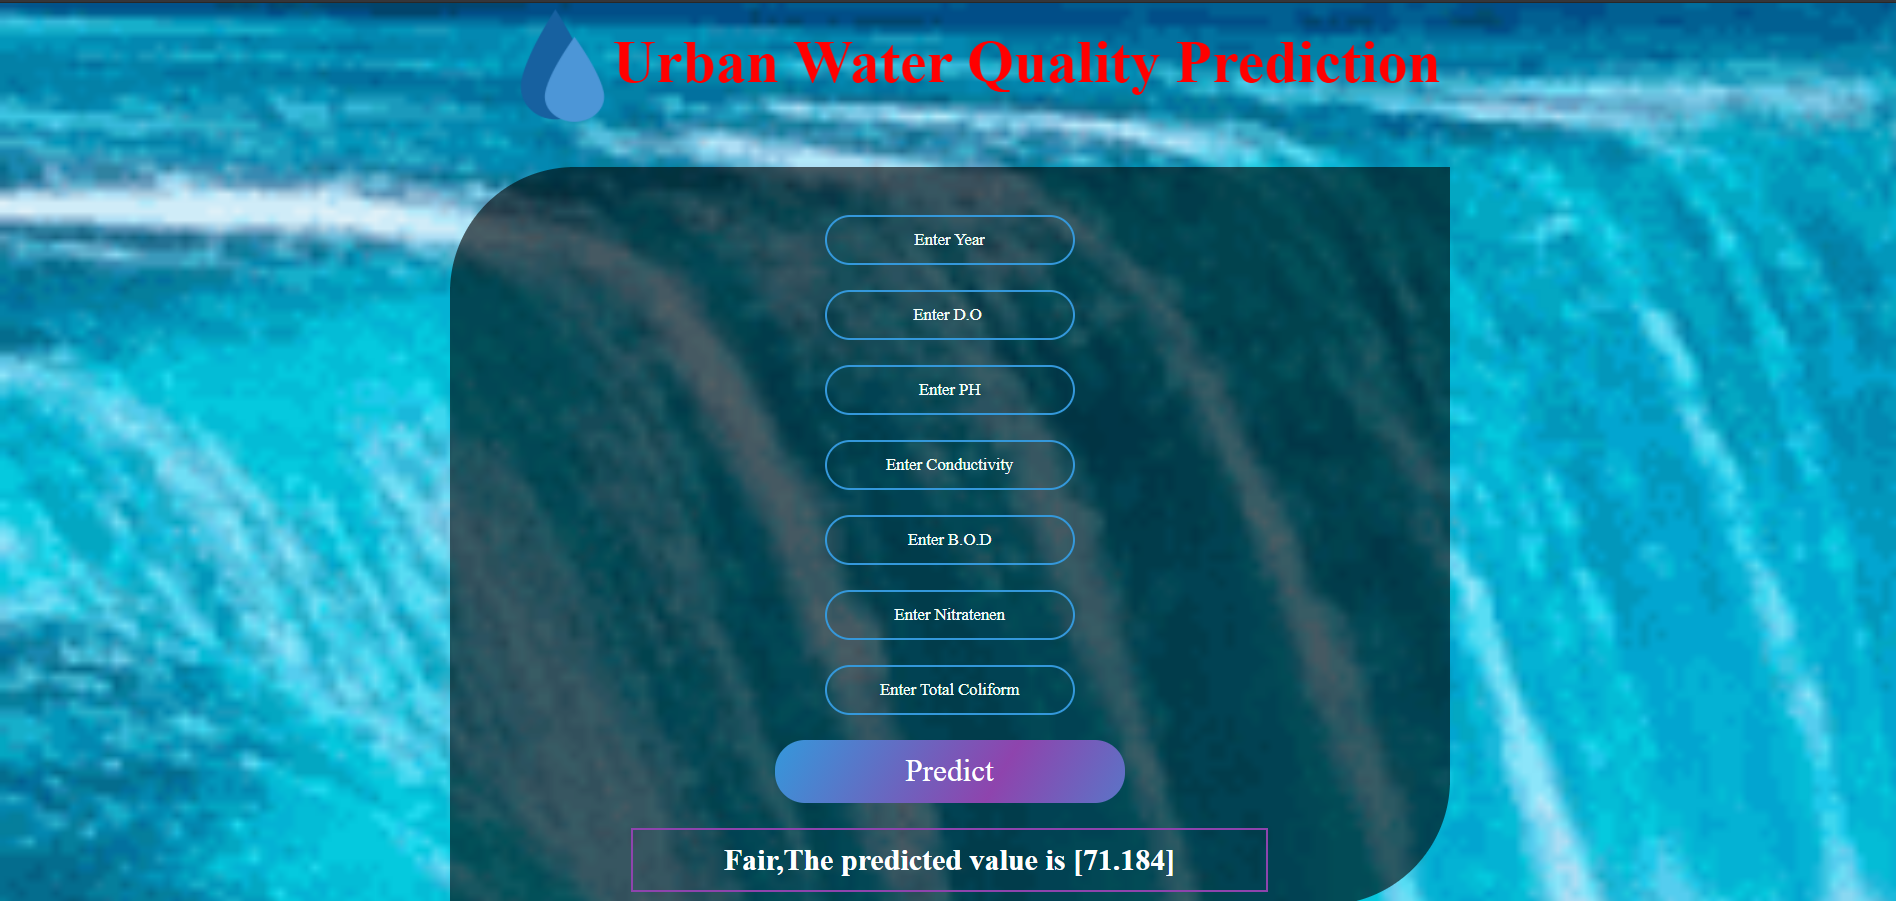 Urban Water Quality Prediction
Enter Year
Enter D.O
Enter PH
Enter Conductivity
Enter B.O.D
Enter Nitratenen
Enter Total Coliform
Predict
Fair,The predicted value is [71.184]